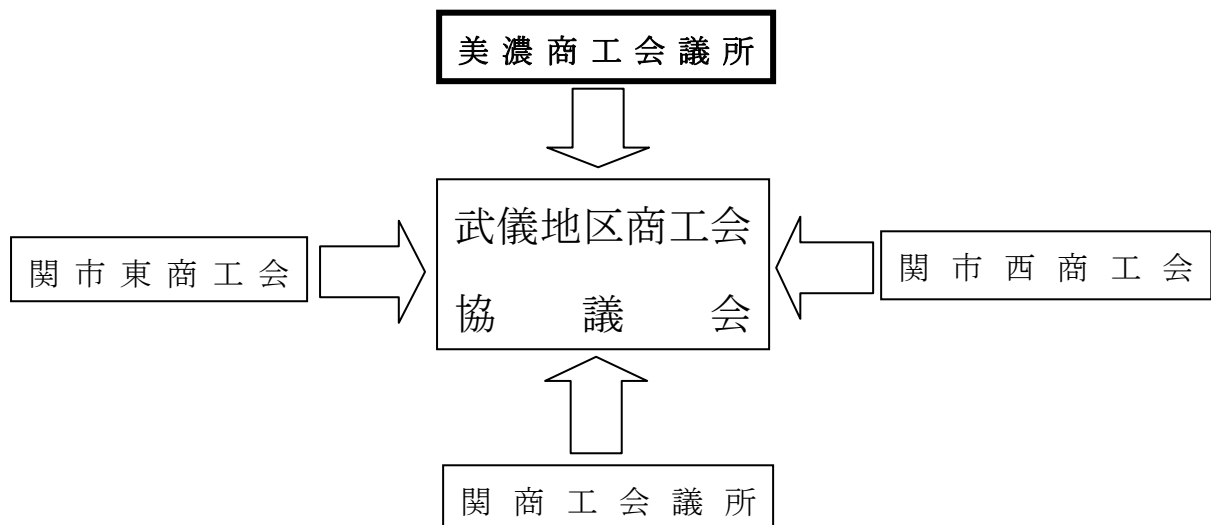 美濃商工会議所
武儀地区商工会
協議会
関市東商工会
関市西商工会
関商工会議所